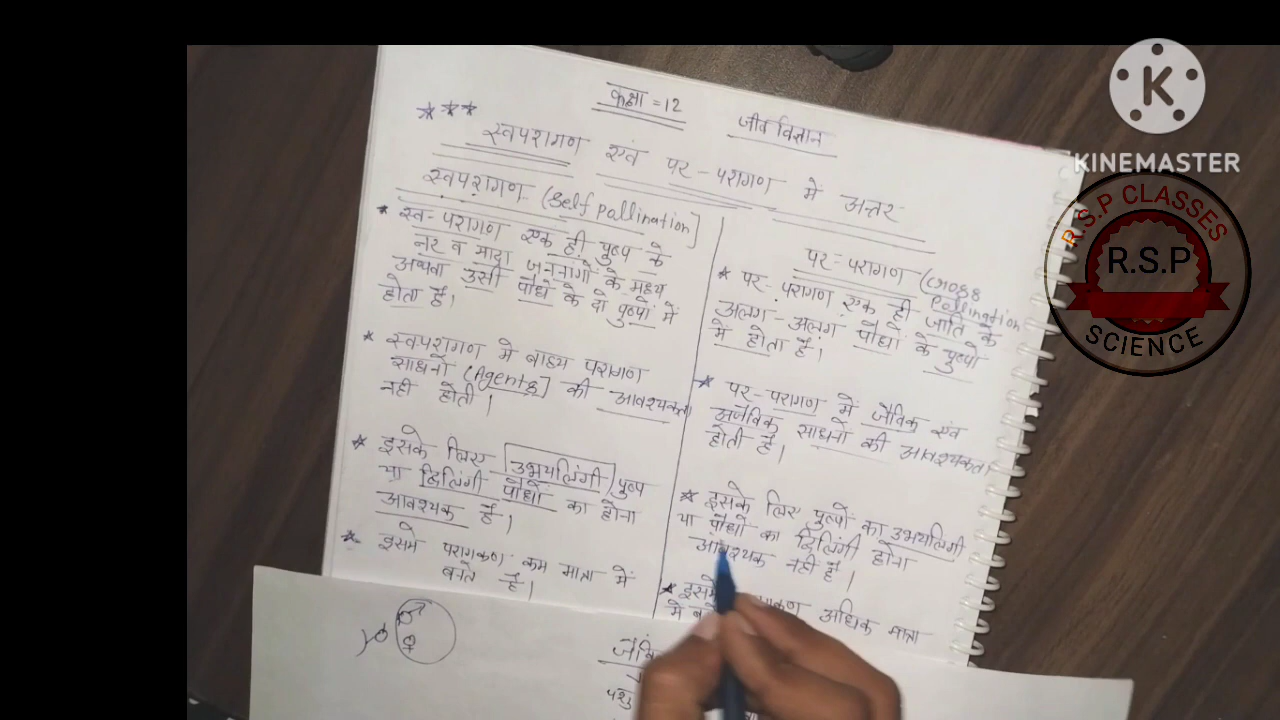 कक्षा = 12
जीव विज्ञान
*** स्वपरागण एवं पर-परागण में अन्तर
स्वपरागण (Self Pollination]
* स्व-परागण एक ही पुष्प के
नर व मादा जननांगों के मध्य
अथवा उसी पौधे के दो पुष्पों में
होता है।
* स्वपरागण में बाह्य परागण
साधनों (Agents] की आवश्यकता
नही होती।
* इसके लिए उभयलिंगी पुष्प
या द्विलिंगी पौधों का होना
आवश्यक है।
* इसमे परागकण कम मात्रा में
बनते है।
पर-परागण (Cross
Pollination
* पर-परागण एक ही जाति के
अलग-अलग पौधों के पुष्पों
में होता है।
* पर-परागण में जैविक एवं
अजैविक साधनों की आवश्यकता
होती है।
* इसके लिए पुष्पों का उभयलिंगी
या पौधों का द्विलिंगी होना
आवश्यक नही है।
* इसमे अधिक मात्रा
में
पशु
KINEMASTER
R.S.P CLASSES
R.S.P
SCIENCE